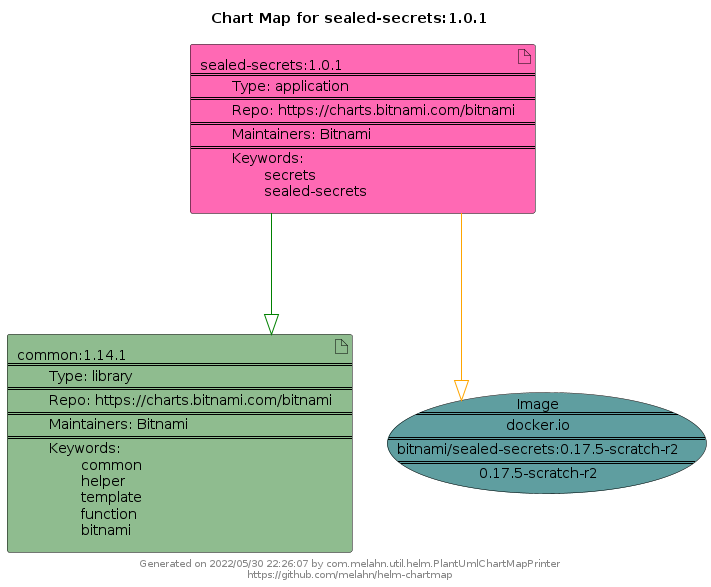 Chart Map for sealed-secrets:1.0.1
sealed-secrets:1.0.1
Type: application
Repo: https://charts.bitnami.com/bitnami
Maintainers: Bitnami
Keywords:
secrets
sealed-secrets
common:1.14.1
Type: library
Repo: https://charts.bitnami.com/bitnami
Maintainers: Bitnami
Keywords:
common
helper
template
function
bitnami
Image
docker.io
bitnami/sealed-secrets:0.17.5-scratch-r2
0.17.5-scratch-r2
Generated on 2022/05/30 22:26:07 by com.melahn.util.helm.PlantUmlChartMapPrinter
https://github.com/melahn/helm-chartmap